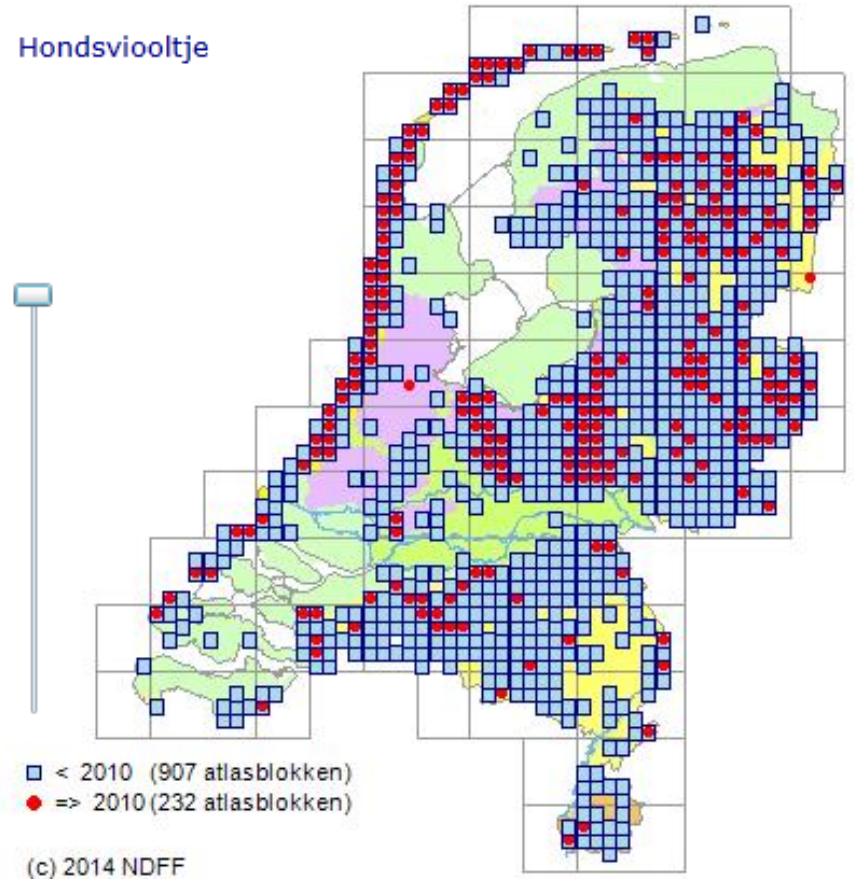 Hondsviooltje
< 2010 (907 atlasblokken)
=> 2010 (232 atlasblokken)
(c) 2014 NDFF